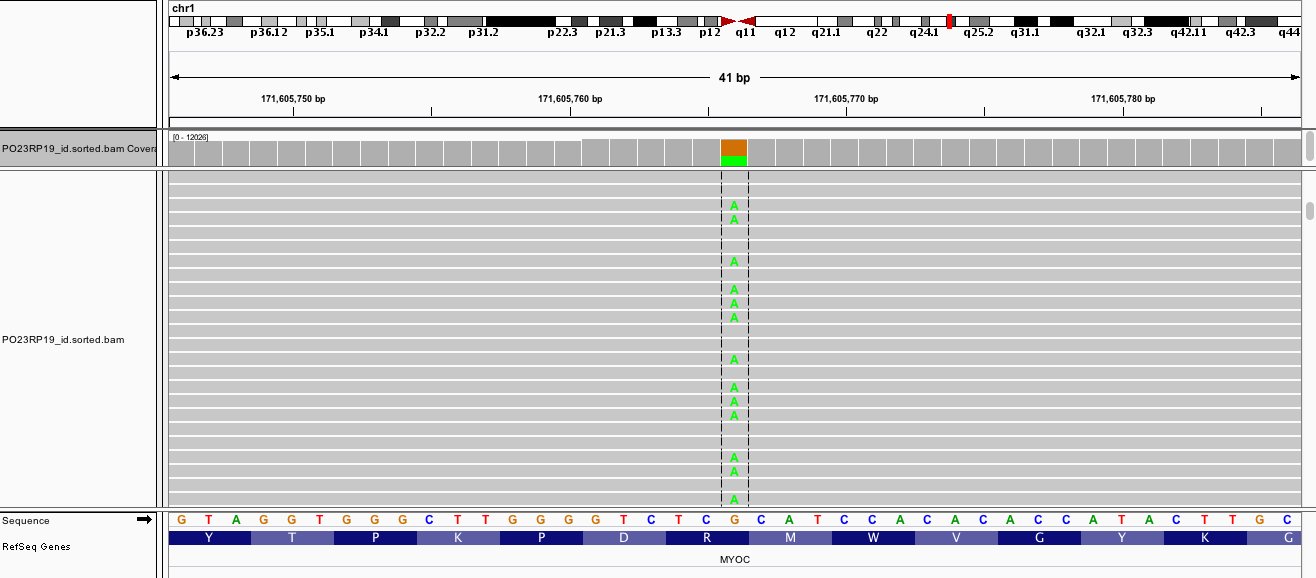 chr1
p36.23 p36.12 p35.1 p34.1 p32.2 p31.2 p22.3 p21.3 p13.3 p12 q11 q12 q21.1 q22 q24.1 q25.2 q31.1 q32.1 q32.3 q42.11 q42.3 q44
41 bp
171,605,750 bp 171,605,760 bp 171,605,770 bp 171,605,780 bp
[0 - 12026]
PO23RP19_id.sorted.bam Covera
A
A
A
A
A
A
A
A
A
A
A
A
A
PO23RP19_id.sorted.bam
Sequence G T A G G T G G G C T T G G G G T C T C G C A T C C A C A C A C C A T A C T T G C
RefSeq Genes Y T P K P D R M W V G Y K G
MYOC